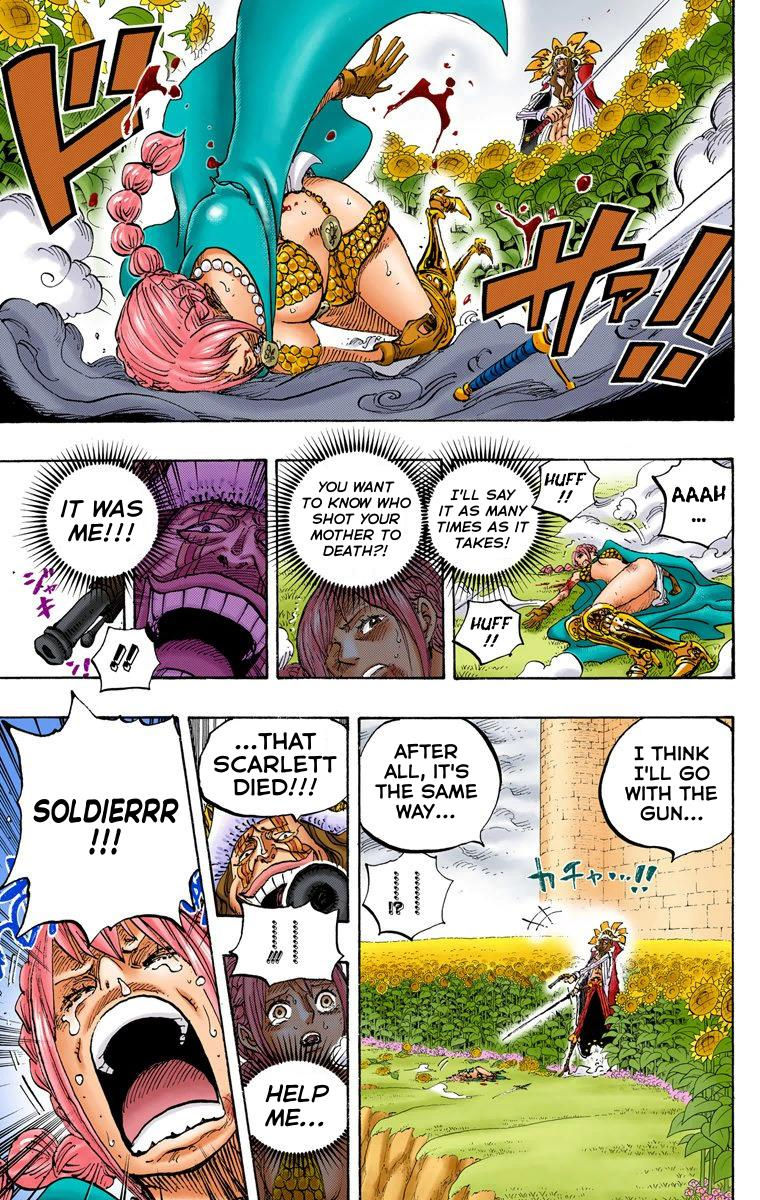 ドサァ!!
AAAH
...
HUFF
!!
HUFF
!!
I'LL SAY
IT AS MANY
TIMES AS IT
TAKES!
YOU WANT
TO KNOW WHO
SHOT YOUR
MOTHER TO
DEATH?!
IT WAS
ME!!!
ジャキ
!!
I THINK
I'LL GO
WITH THE
GUN...
AFTER
ALL, IT'S
THE SAME
WAY...
ガチャ...!!
!?
...THAT
SCARLETT
DIED!!!
!!!
HELP
ME...
SOLDIERRR
!!!